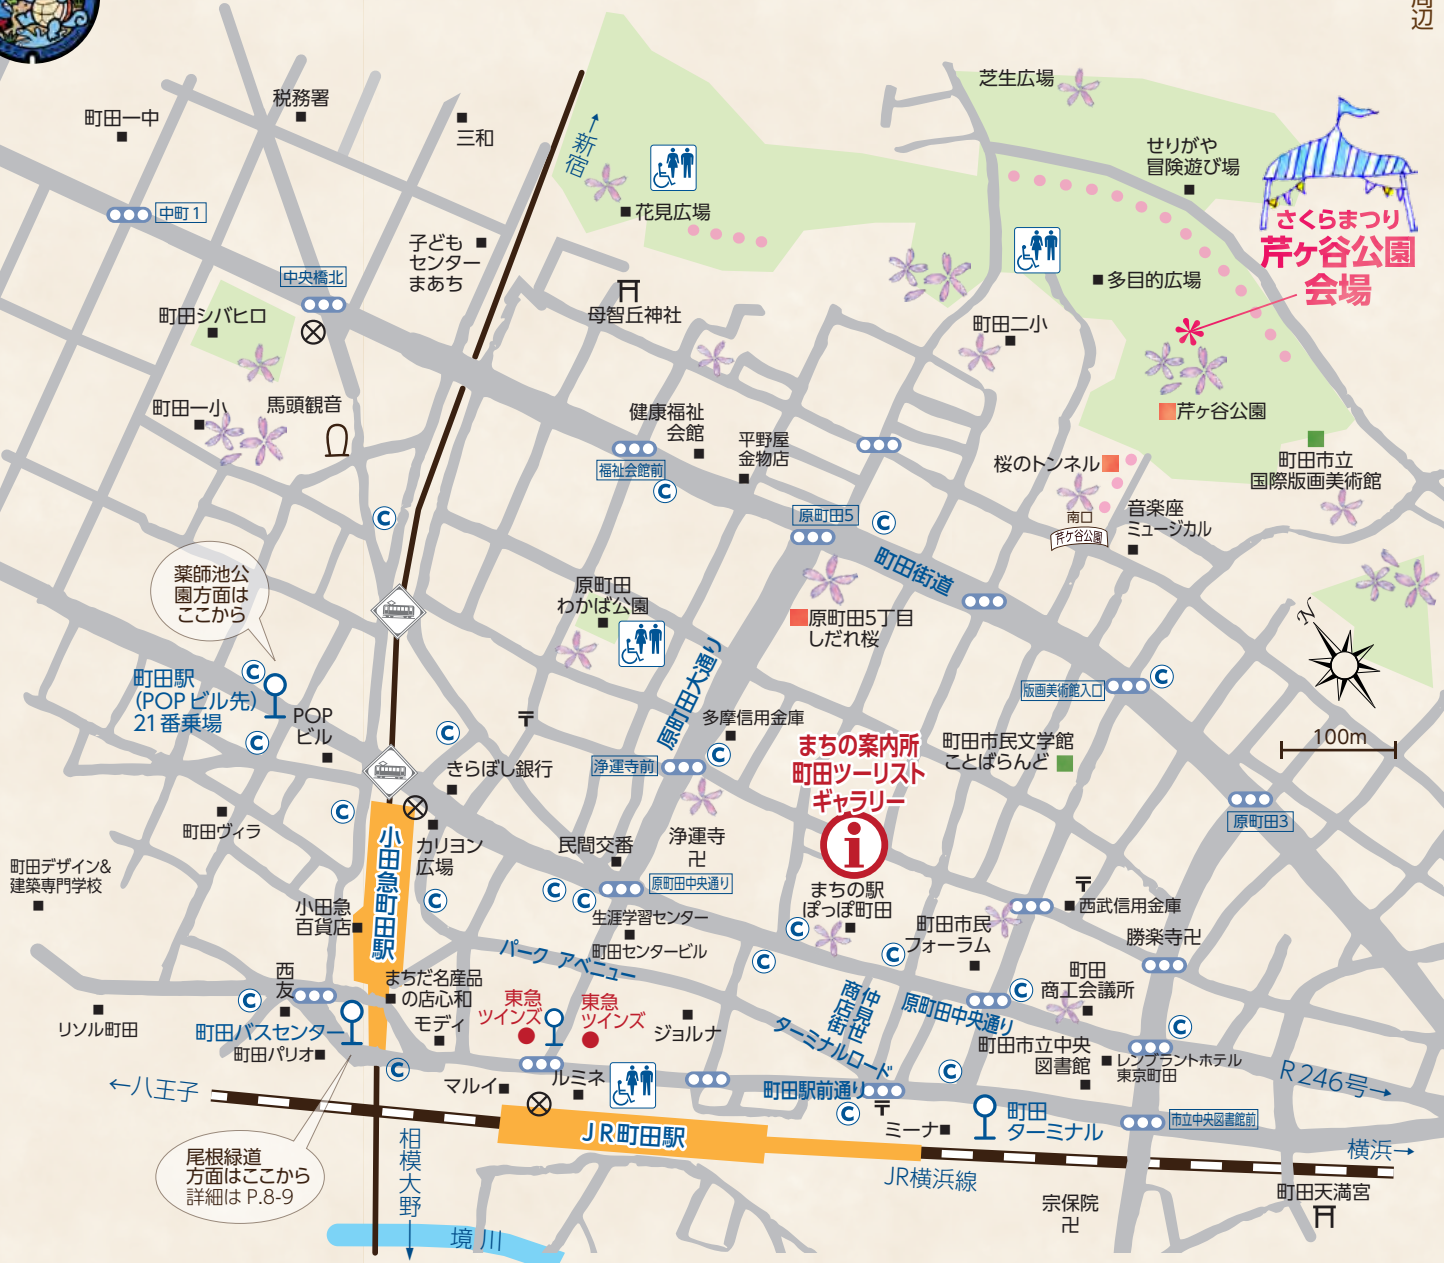 周辺
芝生広場
税務署
町田一中
三和
↑新宿
せりがや
冒険遊び場
中町1
花見広場
さくらまつり
芹ヶ谷公園
会場
子ども
センター
まあち
中央橋北
多目的広場
町田シバヒロ
母智丘神社
町田二小
町田一小
馬頭観音
健康福祉
会館
芹ヶ谷公園
平野屋
金物店
福祉会館前
桜のトンネル
町田市立
国際版画美術館
C
C
原町田5
C
南口
芹ヶ谷公園
音楽座
ミュージカル
町田街道
薬師池公
園方面は
ここから
原町田
わかば公園
原町田5丁目
しだれ桜
N
町田駅
(POPビル先)
21番乗場
C
POP
ビル
C
〒
C
原町田大通り
多摩信用金庫
版画美術館入口
C
100m
きらぼし銀行
浄運寺前
C
まちの案内所
町田ツーリスト
ギャラリー
i
町田市民文学館
ことばらんど
原町田3
町田ヴィラ
C
カリヨン
広場
民間交番
浄運寺
卍
町田デザイン&
建築専門学校
小田急町田駅
小田急
百貨店
C
C
C
原町田中央通り
生涯学習センター
町田センタービル
まちの駅
ぽっぽ町田
C
〒
西武信用金庫
町田市民
フォーラム
C
勝楽寺卍
パーク アベニュー
C
西友
C
まちだ名産品
の店心和
町田
商工会議所
リソル町田
町田バスセンター
モディ
東急
ツインズ
東急
ツインズ
ジョルナ
仲見世
商店街
原町田中央通り
C
C
町田パリオ
ターミナルロード
町田市立中央
図書館
レンブラントホテル
東京町田
R246号→
←八王子
C
マルイ
ルミネ
町田駅前通り
C
C
〒
町田
ターミナル
市立中央図書館前
JR町田駅
ミーナ
横浜→
尾根緑道
方面はここから
詳細は P.8-9
相模大野
JR横浜線
町田天満宮
宗保院
卍
境川